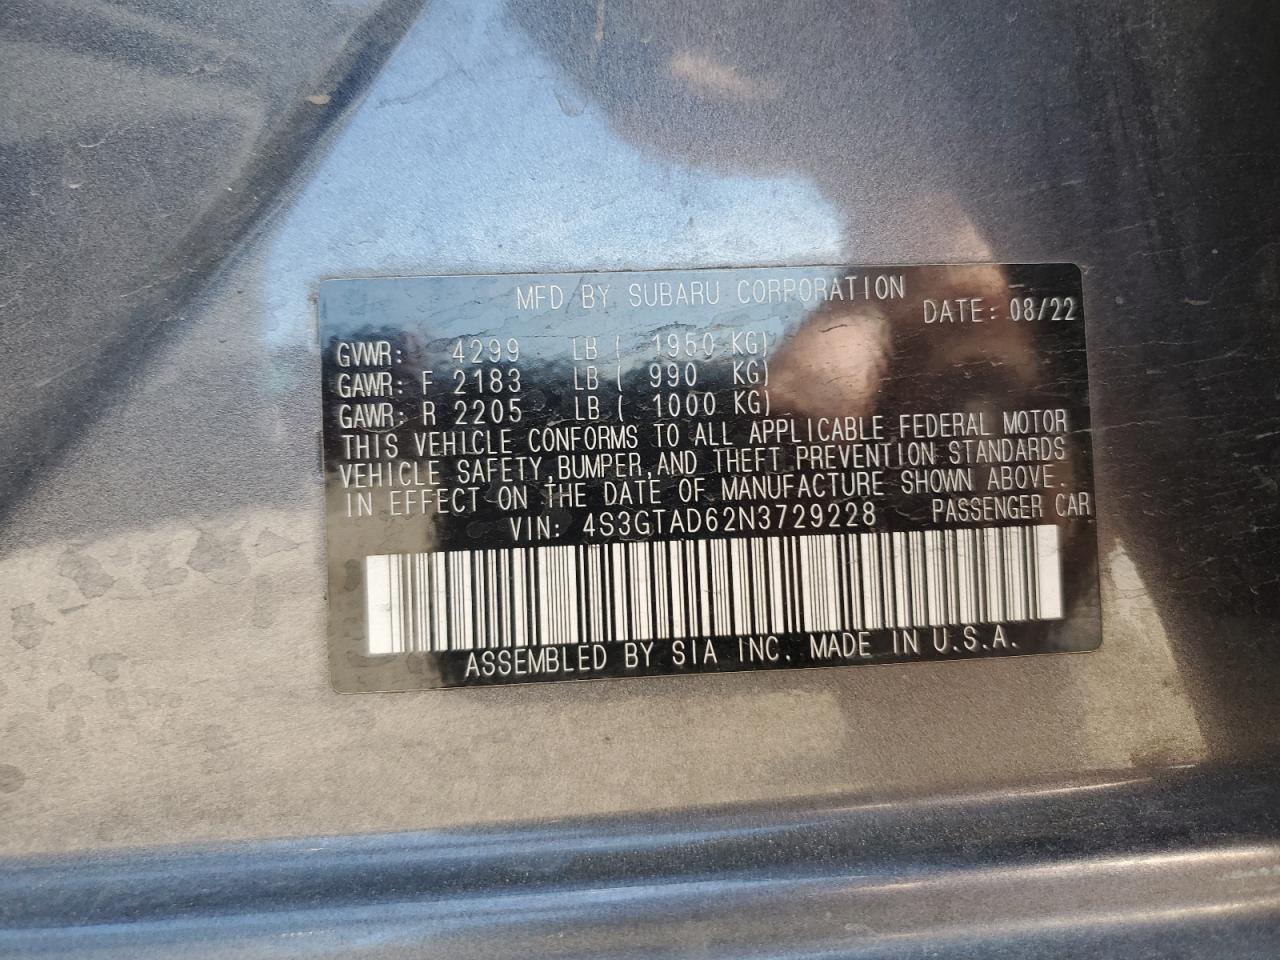 MFD BY SUBARU CORPORATION
DATE: 08/22
GVWR: 4299 LB ( 1950 KG)
GAWR: F 2183 LB ( 990 KG)
GAWR: R 2205 LB ( 1000 KG)
THIS VEHICLE CONFORMS TO ALL APPLICABLE FEDERAL MOTOR
VEHICLE SAFETY,BUMPER,AND THEFT PREVENTION STANDARDS
IN EFFECT ON THE DATE OF MANUFACTURE SHOWN ABOVE.
VIN: 4S3GTAD62N3729228 PASSENGER CAR
ASSEMBLED BY SIA INC. MADE IN U.S.A.